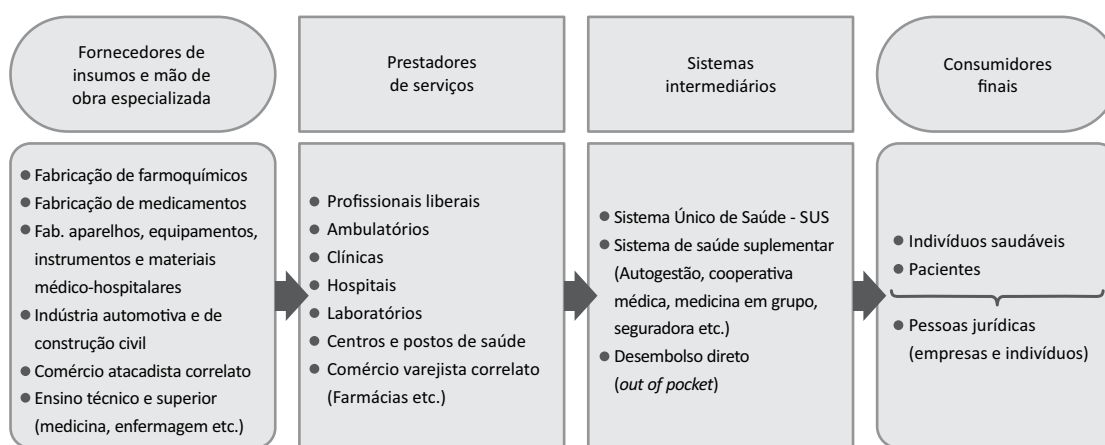 Fornecedores de
insumos e mão de
obra especializada
Prestadores
de serviços
Sistemas
intermediários
Consumidores
finais
● Fabricação de farmoquímicos
● Fabricação de medicamentos
● Fab. aparelhos, equipamentos,
instrumentos e materiais
médico-hospitalares
● Indústria automotiva e de
construção civil
● Comércio atacadista correlato
● Ensino técnico e superior
(medicina, enfermagem etc.)
● Profissionais liberais
● Ambulatórios
● Clínicas
● Hospitais
● Laboratórios
● Centros e postos de saúde
● Comércio varejista correlato
(Farmácias etc.)
● Sistema Único de Saúde - SUS
● Sistema de saúde suplementar
(Autogestão, cooperativa
médica, medicina em grupo,
seguradora etc.)
● Desembolso direto
(out of pocket)
● Indivíduos saudáveis
● Pacientes
● Pessoas jurídicas
(empresas e indivíduos)